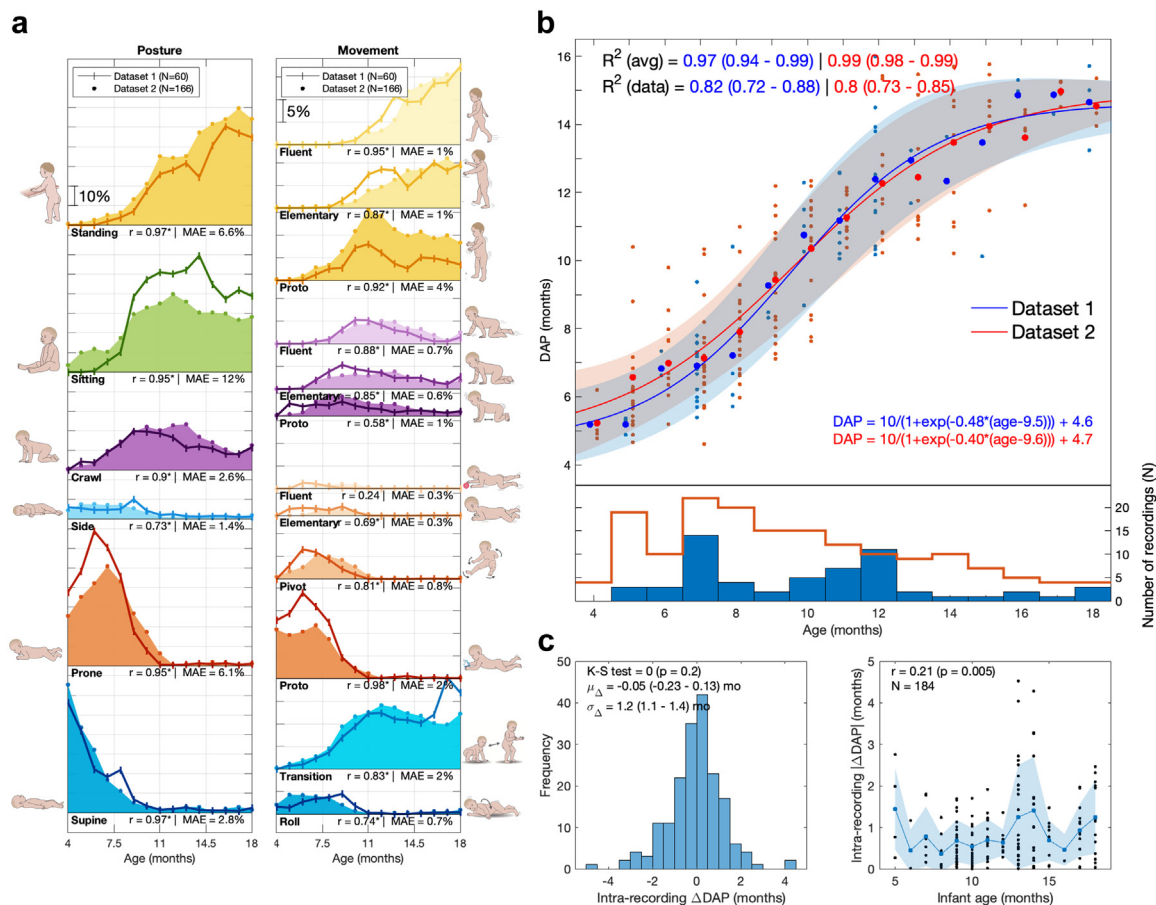 a
Posture
Dataset 1 (N=60)
Dataset 2 (N=166)
10%
Standing r = 0.97* | MAE = 6.6%
Sitting r = 0.95* | MAE = 12%
Crawl r = 0.9* | MAE = 2.6%
Side r = 0.73* | MAE = 1.4%
Prone r = 0.95* | MAE = 6.1%
Supine r = 0.97* | MAE = 2.8%
4 7.5 11 14.5 18
Age (months)
Movement
Dataset 1 (N=60)
Dataset 2 (N=166)
5%
Fluent r = 0.95* | MAE = 1%
Elementary r = 0.87* | MAE = 1%
Proto r = 0.92* | MAE = 4%
Fluent r = 0.88* | MAE = 0.7%
Elementary r = 0.85* | MAE = 0.6%
Proto r = 0.58* | MAE = 1%
Fluent r = 0.24 | MAE = 0.3%
Elementary r = 0.69* | MAE = 0.3%
Pivot r = 0.81* | MAE = 0.8%
Proto r = 0.98* | MAE = 2%
Transition r = 0.83* | MAE = 2%
Roll r = 0.74* | MAE = 0.7%
4 7.5 11 14.5 18
Age (months)
b
R² (avg) = 0.97 (0.94 - 0.99) | 0.99 (0.98 - 0.99)
R² (data) = 0.82 (0.72 - 0.88) | 0.8 (0.73 - 0.85)
16
14
12
10
8
6
4
DAP (months)
Dataset 1
Dataset 2
DAP = 10/(1+exp(-0.48*(age-9.5))) + 4.6
DAP = 10/(1+exp(-0.40*(age-9.6))) + 4.7
20
15
10
5
0
Number of recordings (N)
4 6 8 10 12 14 16 18
Age (months)
c
K-S test = 0 (p = 0.2)
μΔ = -0.05 (-0.23 - 0.13) mo
σΔ = 1.2 (1.1 - 1.4) mo
50
40
30
20
10
0
Frequency
-4 -2 0 2 4
Intra-recording ΔDAP (months)
r = 0.21 (p = 0.005)
N = 184
5
4
3
2
1
0
Intra-recording |ΔDAP| (months)
5 10 15
Infant age (months)